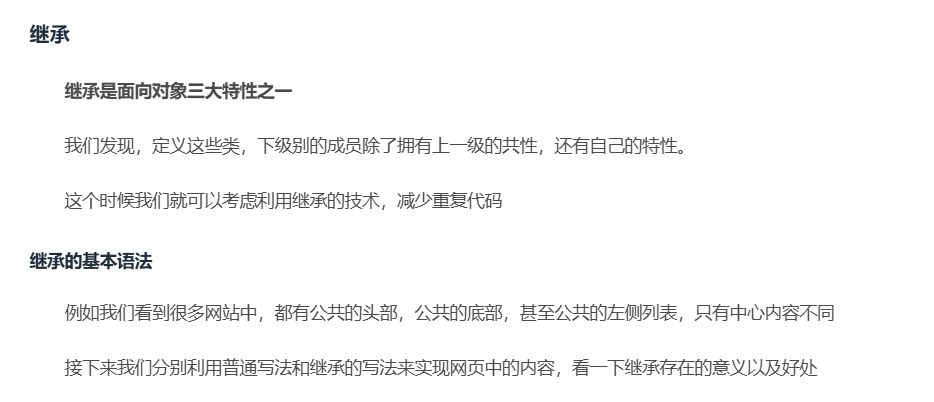 继承
继承是面向对象三大特性之一
我们发现，定义这些类，下级别的成员除了拥有上一级的共性，还有自己的特性。
这个时候我们就可以考虑利用继承的技术，减少重复代码
继承的基本语法
例如我们看到很多网站中，都有公共的头部，公共的底部，甚至公共的左侧列表，只有中心内容不同
接下来我们分别利用普通写法和继承的写法来实现网页中的内容，看一下继承存在的意义以及好处